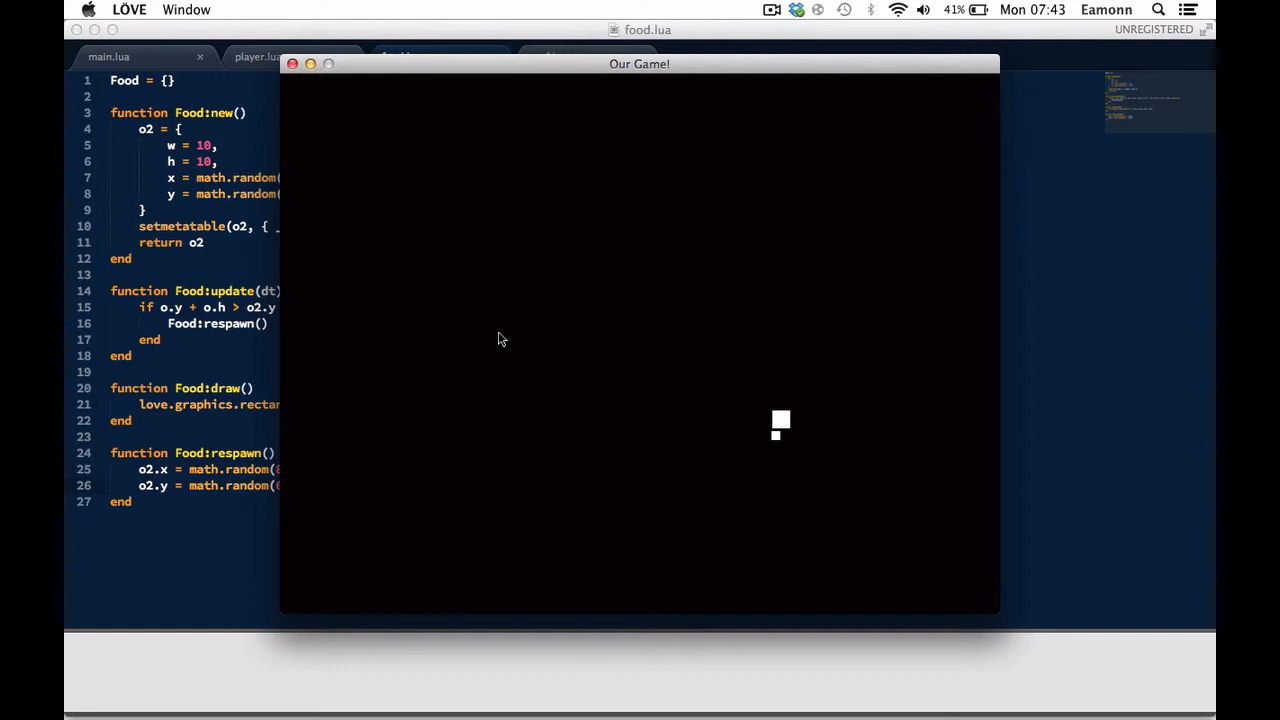 LÖVE Window 41% Mon 07:43 Eamonn
food.lua UNREGISTERED
main.lua × player.lua
Our Game!
1 Food = {}
2
3 function Food:new()
4 o2 = {
5 w = 10,
6 h = 10,
7 x = math.random(
8 y = math.random(
9 }
10 setmetatable(o2, { _
11 return o2
12 end
13
14 function Food:update(dt)
15 if o.y + o.h > o2.y
16 Food:respawn()
17 end
18 end
19
20 function Food:draw()
21 love.graphics.rectan
22 end
23
24 function Food:respawn()
25 o2.x = math.random(
26 o2.y = math.random(
27 end